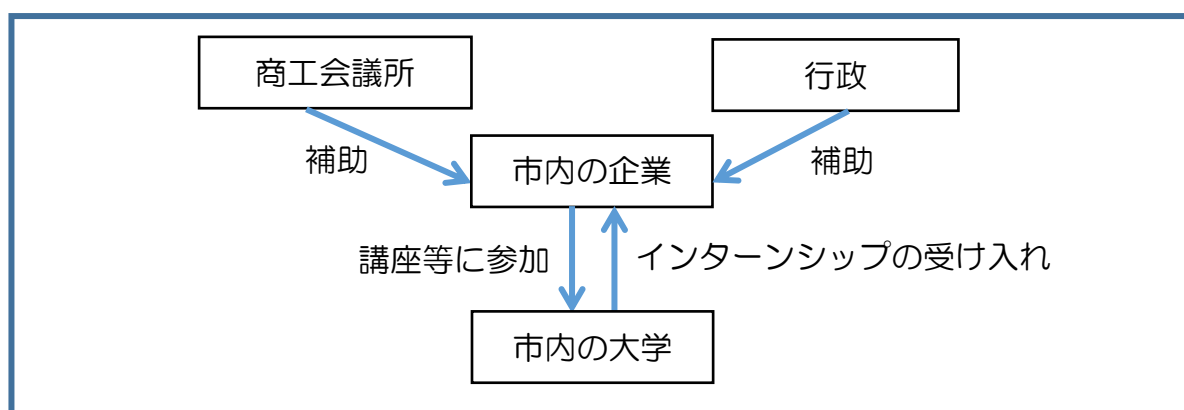 商工会議所
行政
補助
市内の企業
補助
講座等に参加
インターンシップの受け入れ
市内の大学